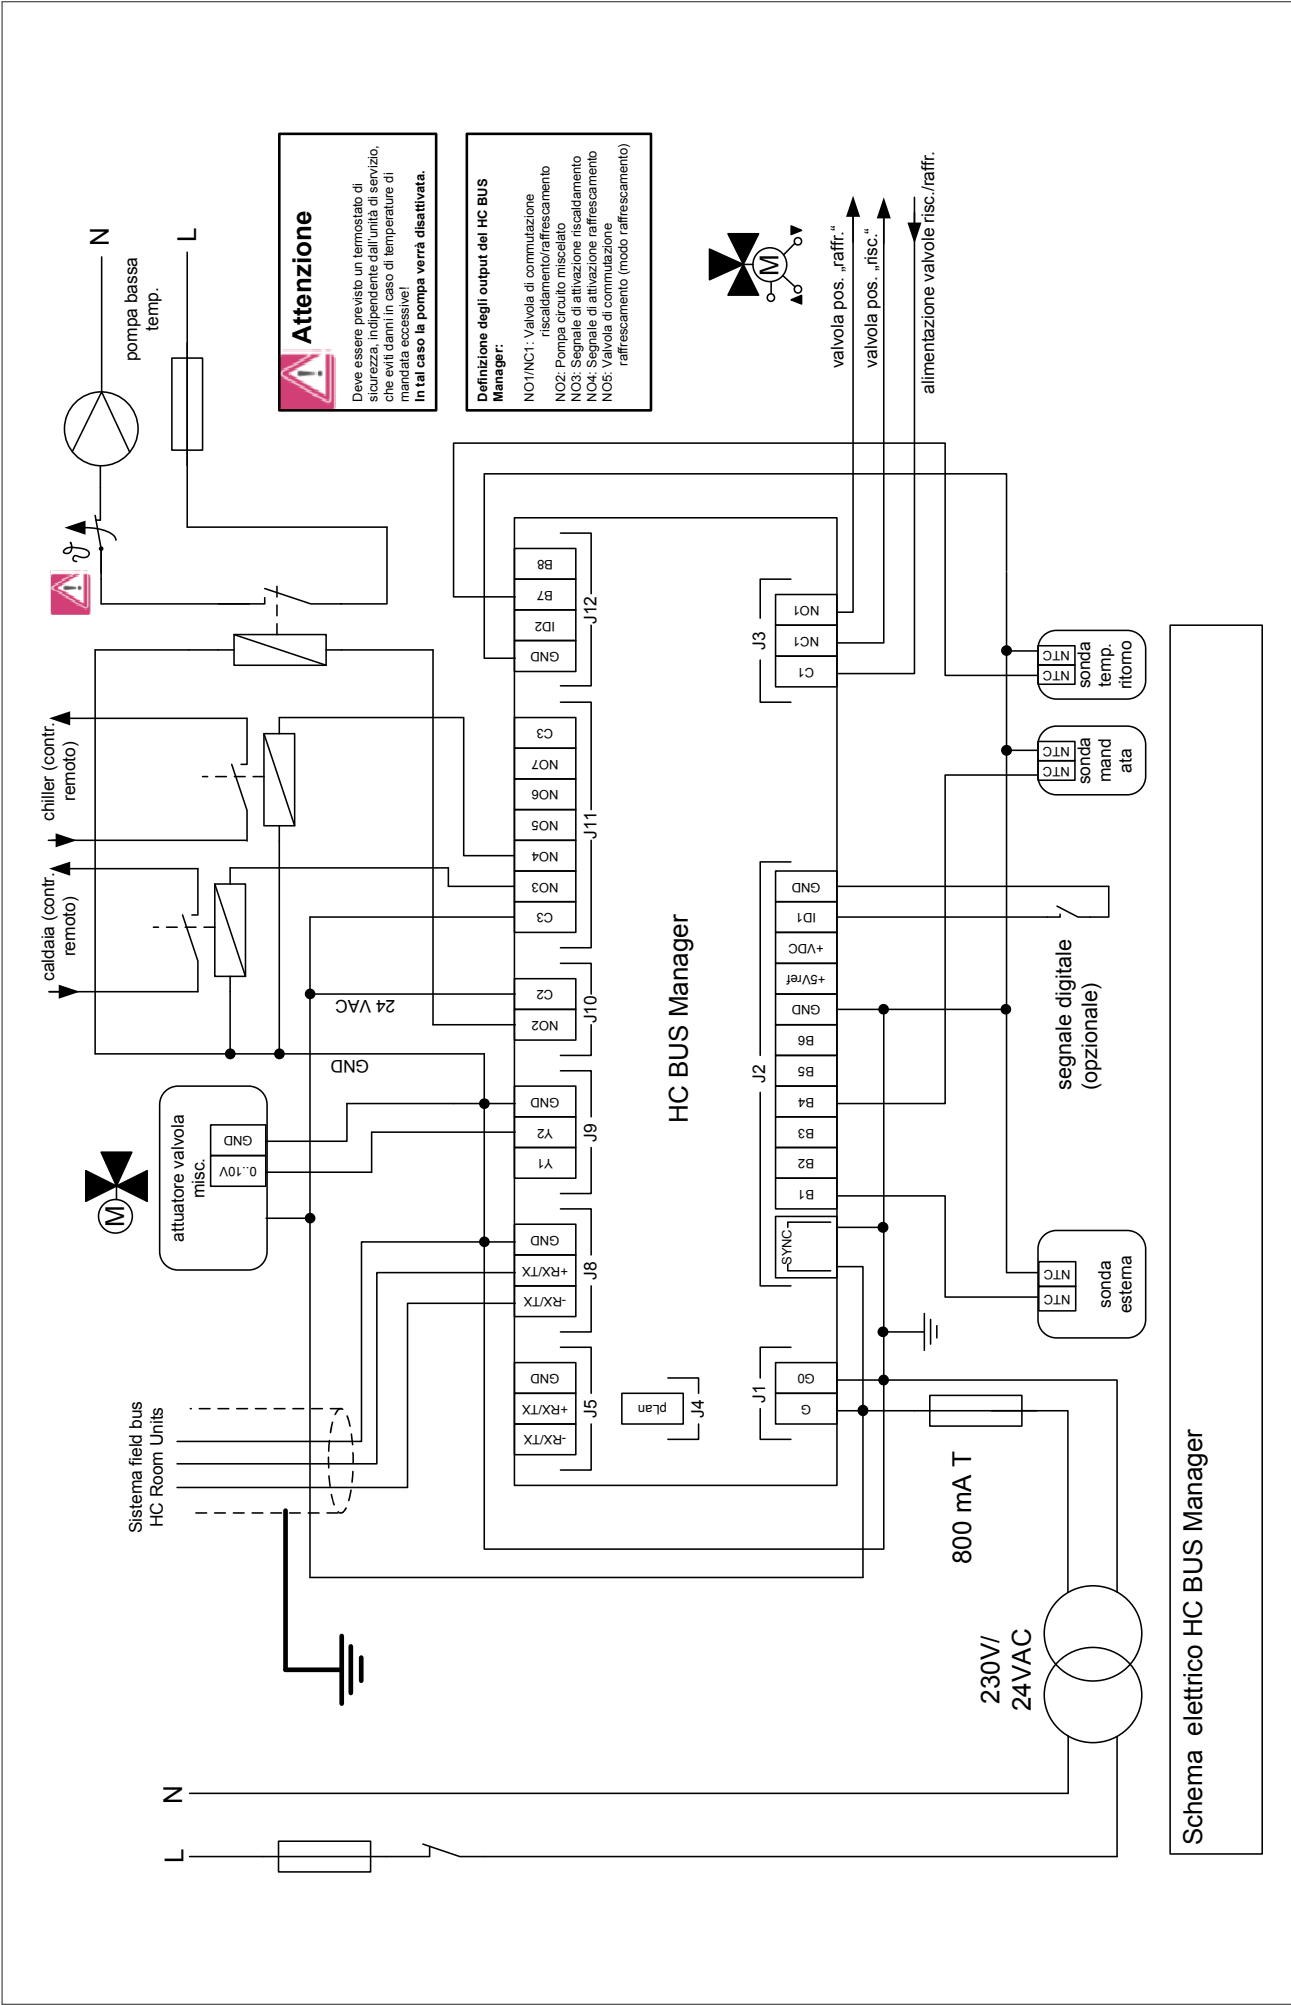 L
N
230V/
24VAC
800 mA T
Sistema field bus
HC Room Units
M
attuatore valvola
misc.
0..10V
GND
GND
24 VAC
caldaia (contr.
remoto)
chiller (contr.
remoto)
ϑ
pompa bassa
temp.
N
L
Attenzione
Deve essere previsto un termostato di
sicurezza, indipendente dall'unità di servizio,
che eviti danni in caso di temperature di
mandata eccessive!
In tal caso la pompa verrà disattivata.
Definizione degli output del HC BUS
Manager:
NO1/NC1: Valvola di commutazione
riscaldamento/raffrescamento
NO2: Pompa circuito miscelato
NO3: Segnale di attivazione riscaldamento
NO4: Segnale di attivazione raffrescamento
NO5: Valvola di commutazione
raffrescamento (modo raffrescamento)
-RX/TX
+RX/TX
GND
J5
-RX/TX
+RX/TX
GND
J8
Y1
Y2
GND
J9
NO2
C2
J10
C3
NO3
NO4
NO5
NO6
NO7
C3
J11
GND
ID2
B7
B8
J12
pLan
J4
HC BUS Manager
J1
G
G0
J2
SYNC
B1
B2
B3
B4
B5
B6
GND
+5Vref
+VDC
ID1
GND
J3
C1
NC1
NO1
M
valvola pos. „raffr.“
valvola pos. „risc.“
alimentazione valvole risc./raffr.
NTC
NTC
sonda
esterna
segnale digitale
(opzionale)
NTC
NTC
sonda
mand
ata
NTC
NTC
sonda
temp.
ritorno
Schema elettrico HC BUS Manager